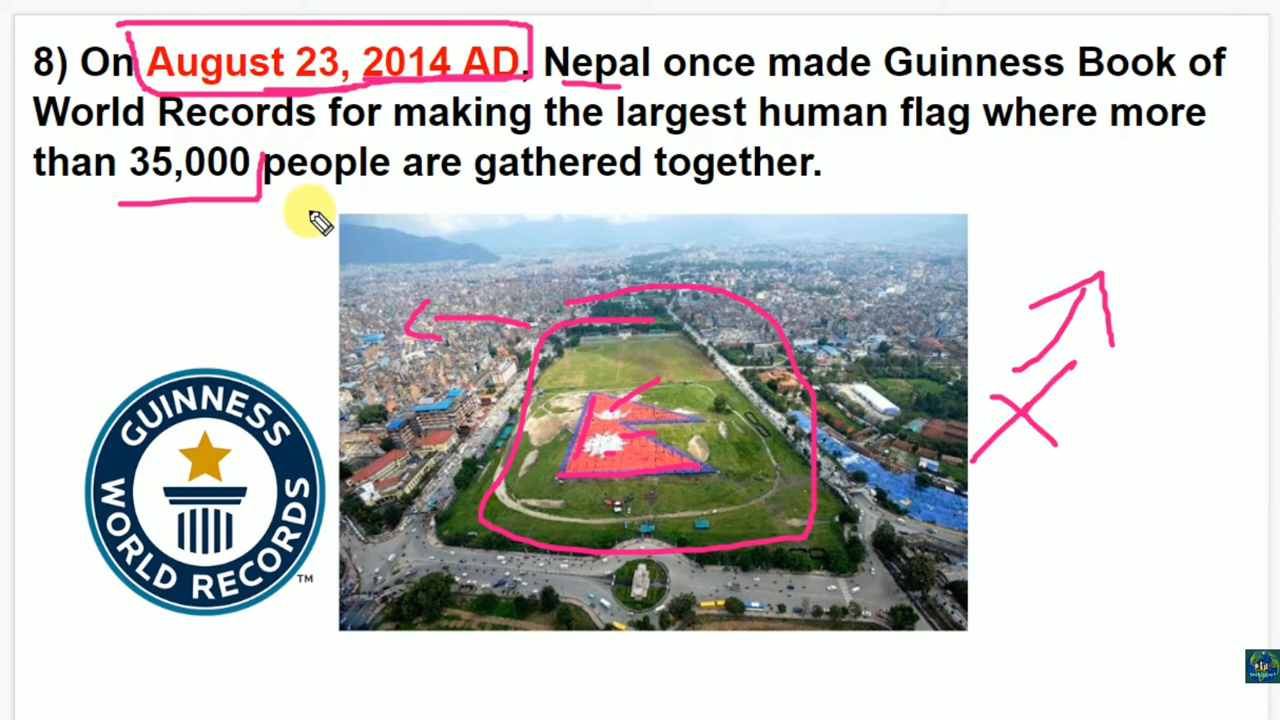 8) On August 23, 2014 AD, Nepal once made Guinness Book of
World Records for making the largest human flag where more
than 35,000 people are gathered together.
GUINNESS
WORLD RECORDS
TM